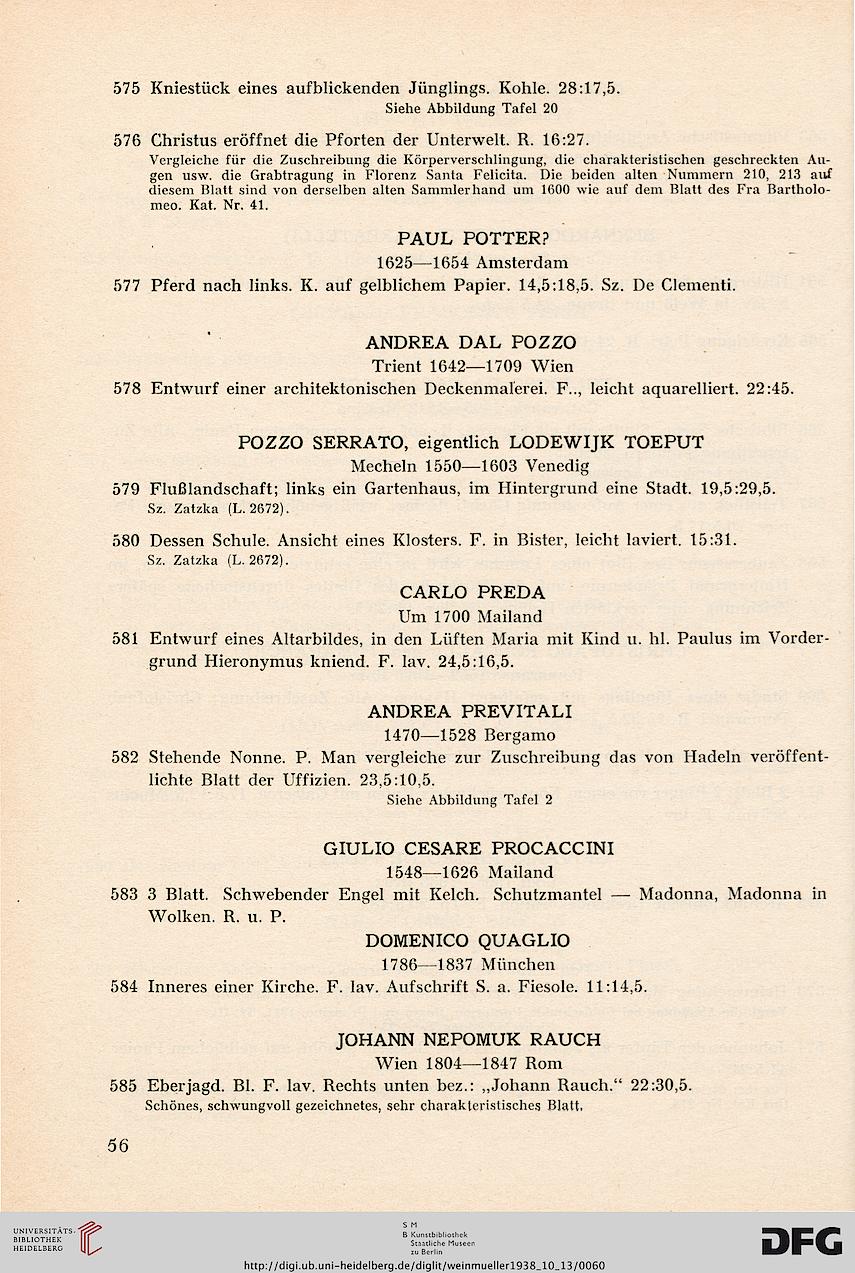 575 Kniestück eines aufblickenden Jünglings. Kohle. 28:17,5.
Siehe Abbildung Tafel 20
576 Christus eröffnet die Pforten der Unterwelt. R. 16:27.
Vergleiche für die Zuschreibung die Körperverschlingung, die charakteristischen geschreckten Au-
gen usw. die Grabtragung in Florenz Santa Felicita. Die beiden alten Nummern 210, 213 auf
diesem Blatt sind von derselben alten Sammlerhand um 1600 wie auf dem Blatt des Fra Bartholo-
meo. Kat. Nr. 41.
PAUL POTTER?
1625—1654 Amsterdam
577 Pferd nach links. K. auf gelblichem Papier. 14,5:18,5. Sz. De Clementi.
ANDREA DAL POZZO
Trient 1642—1709 Wien
578 Entwurf einer architektonischen Deckenmalerei. F.., leicht aquarelliert. 22:45.
POZZO SERRATO, eigentlich LODEWIJK TOEPUT
Mecheln 1550—1603 Venedig
579 Flußlandschaft; links ein Gartenhaus, im Hintergrund eine Stadt. 19,5:29,5.
Sz. Zatzka (L. 2672).
580 Dessen Schule. Ansicht eines Klosters. F. in Bister, leicht laviert. 15:31.
Sz. Zatzka (L. 2672).
CARLO PREDA
Um 1700 Mailand
581 Entwurf eines Altarbildes, in den Lüften Maria mit Kind u. hl. Paulus im Vorder-
grund Hieronymus kniend. F. lav. 24,5:16,5.
ANDREA PREVITALI
1470—1528 Bergamo
582 Stehende Nonne. P. Man vergleiche zur Zuschreibung das von Hadeln veröffent-
lichte Blatt der Uffizien. 23,5:10,5.
Siehe Abbildung Tafel 2
GIULIO CESARE PROCACCINI
1548—1626 Mailand
583 3 Blatt. Schwebender Engel mit Kelch. Schutzmantel — Madonna, Madonna in
Wolken. R. u. P.
DOMENICO QUAGLIO
1786—1837 München
584 Inneres einer Kirche. F. lav. Aufschrift S. a. Fiesole. 11:14,5.
JOHANN NEPOMUK RAUCH
Wien 1804—1847 Rom
585 Eberjagd. Bl. F. lav. Rechts unten bez.: „Johann Rauch.“ 22:30,5.
Schönes, schwungvoll gezeichnetes, sehr charakteristisches Blatt.
56
UNIVERSITÄTS-
BIBLIOTHEK
HEIDELBERG
S M
B Kunstbibliothek
Staatliche Museen
zu Berlin
DFG
http://digi.ub.uni-heidelberg.de/diglit/weinmueller1938_10_13/0060